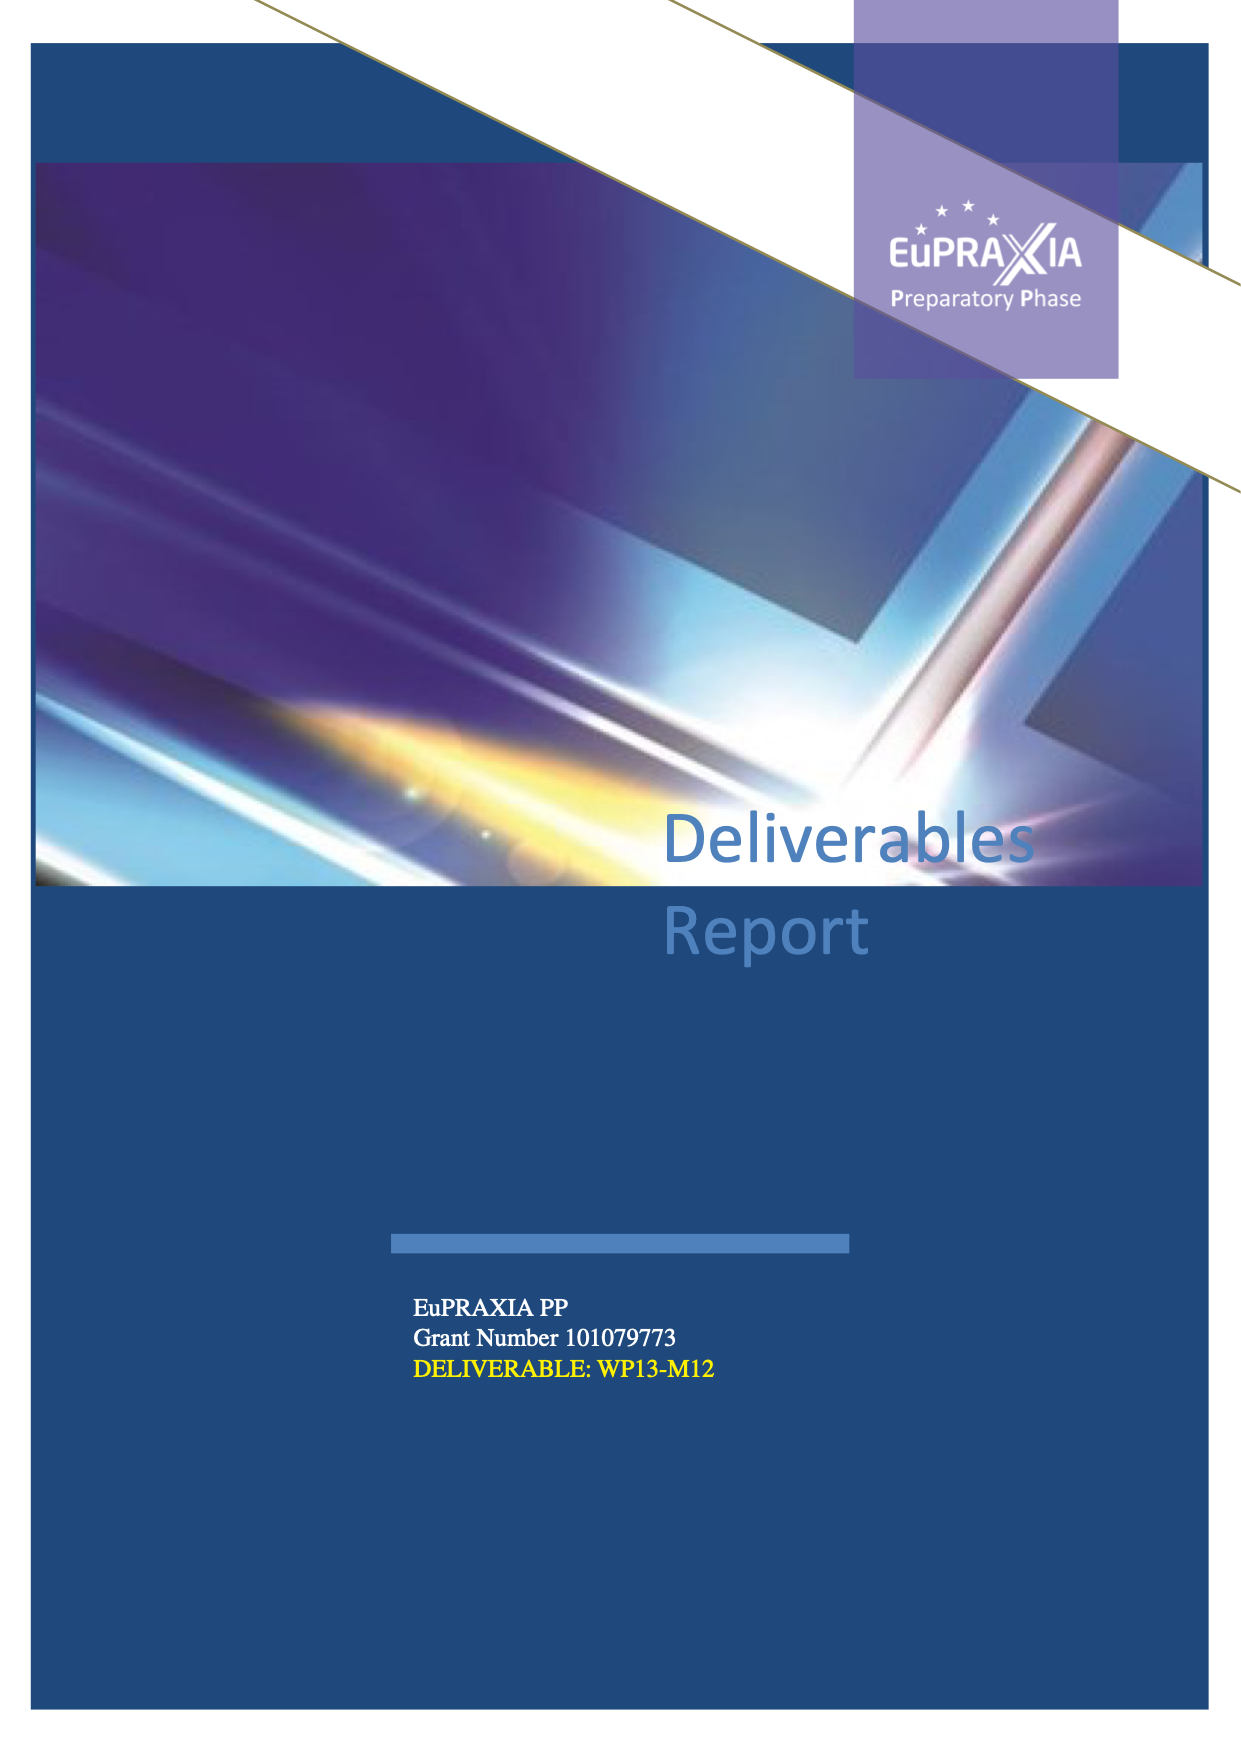 EuPRAXIA
Preparatory Phase
Deliverables
Report
EuPRAXIA PP
Grant Number 101079773
DELIVERABLE: WP13-M12